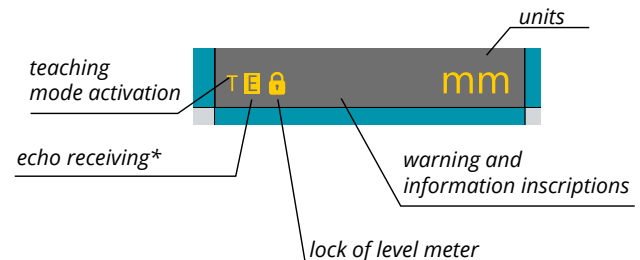 units
teaching
mode activation
T E mm
echo receiving*
warning and
information inscriptions
lock of level meter